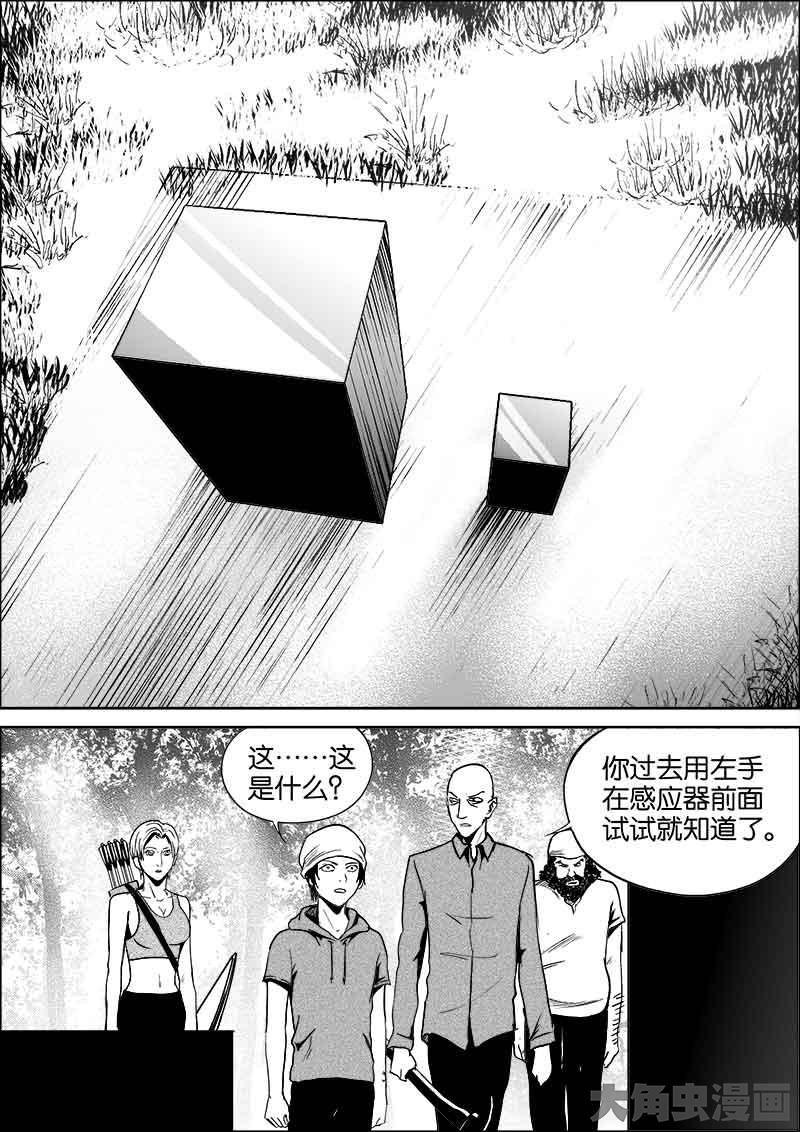 这……这
是什么？
你过去用左手
在感应器前面
试试就知道了。
大角虫漫画